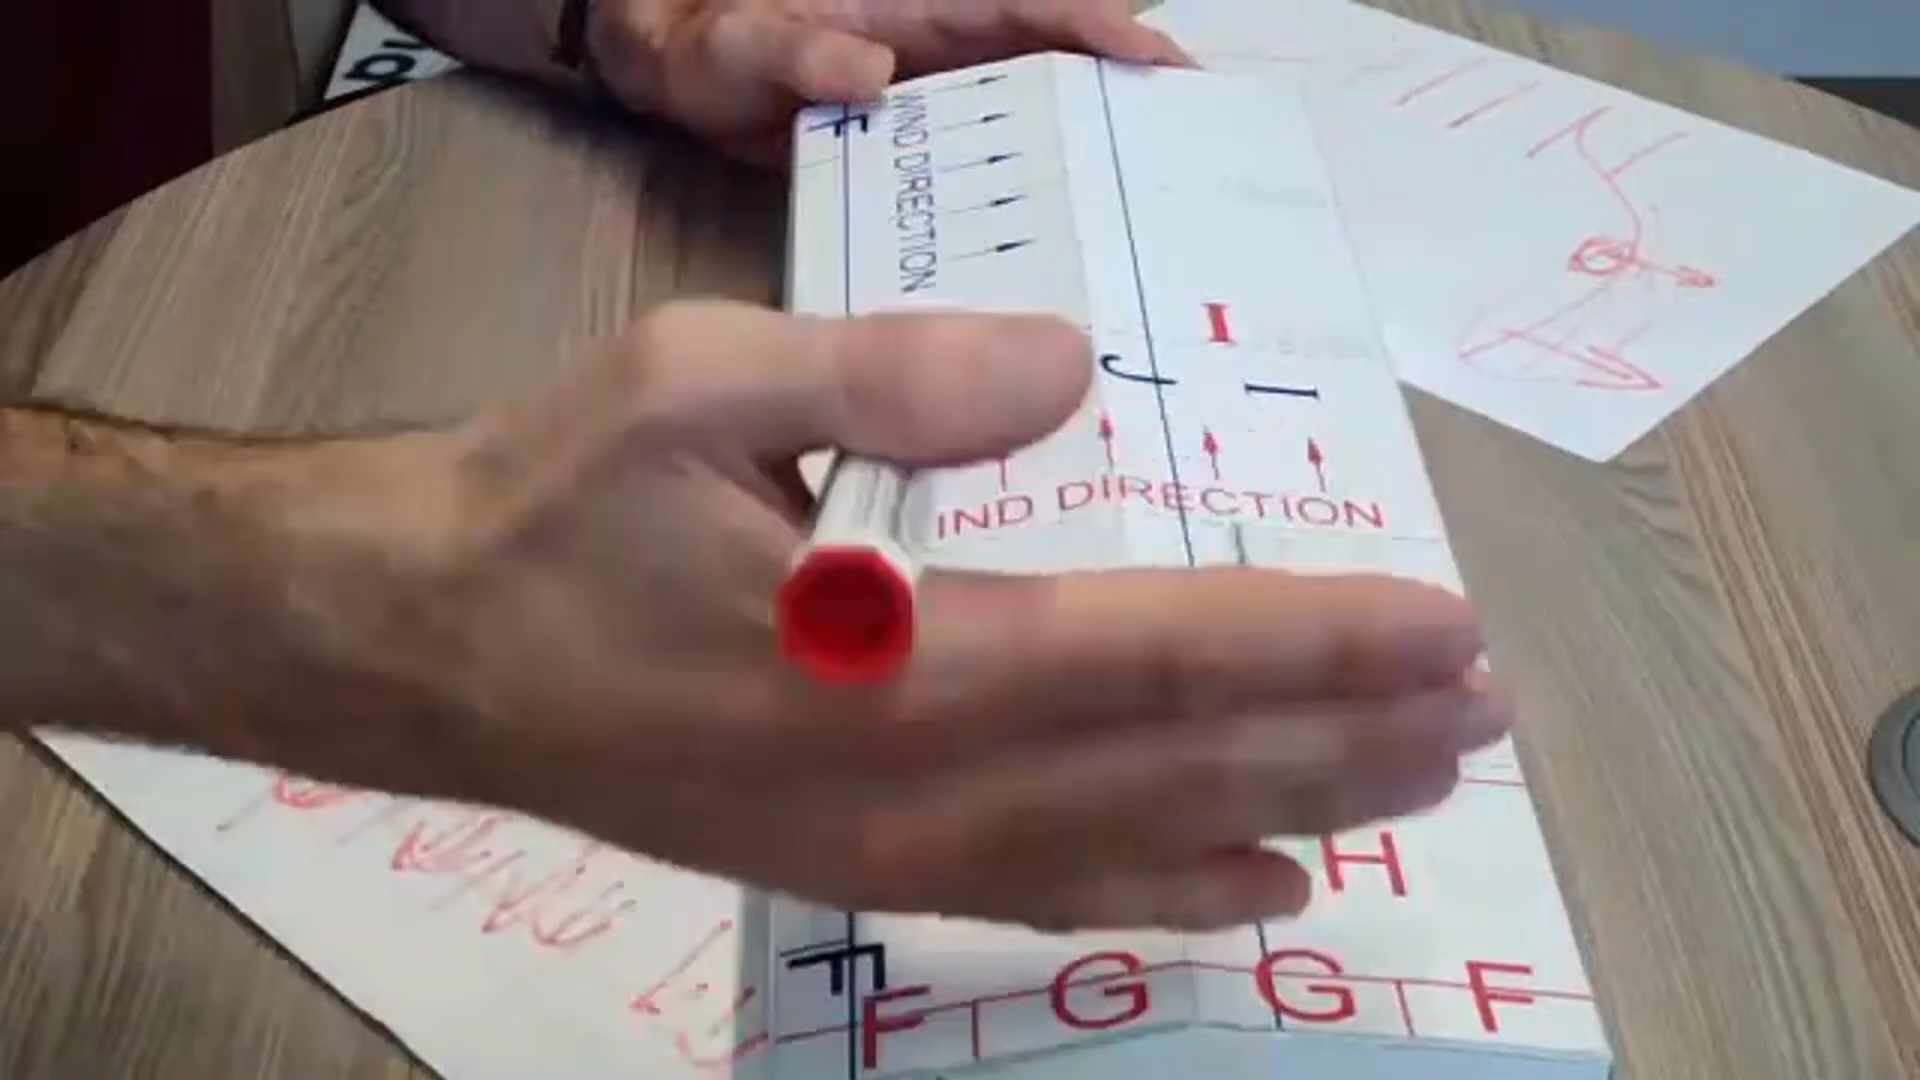 F
WIND DIRECTION
I
J
I
IND DIRECTION
H
F
F G G F